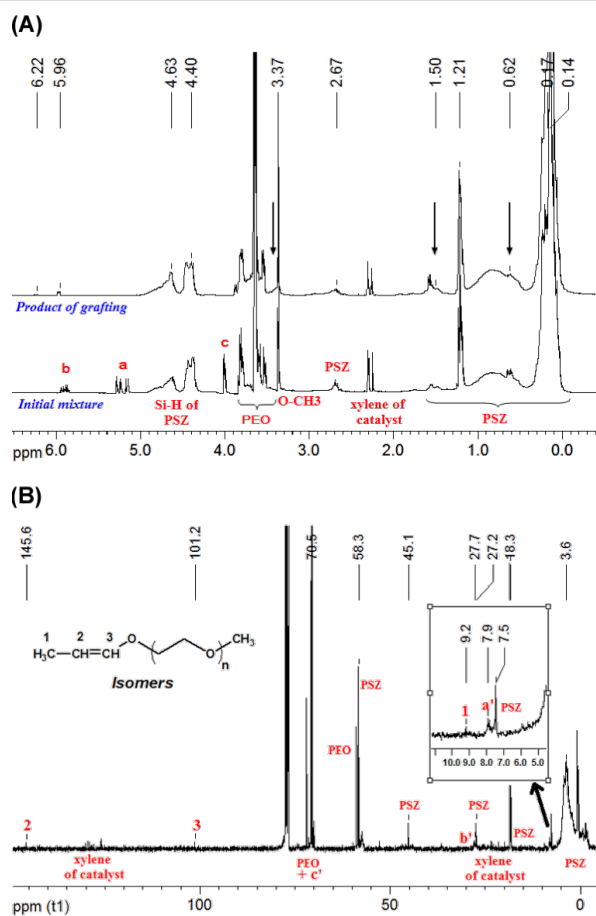 (A)
6.22
5.96
4.63
4.40
3.37
2.67
1.50
1.21
0.62
0.17
0.14
Product of grafting
b
a
c
PSZ
Initial mixture
Si-H of
PSZ
PEO
O-CH3
xylene of
catalyst
PSZ
ppm 6.0 5.0 4.0 3.0 2.0 1.0 0.0
(B)
145.6
101.2
70.5
58.3
45.1
27.7
27.2
18.3
3.6
1 2 3
H3C-CH=CH O O CH3
n
Isomers
9.2
7.9
7.5
1
a'
PSZ
10.0 9.0 8.0 7.0 6.0 5.0
PSZ
PEO
PSZ
PSZ
b'
PSZ
2
3
xylene
of catalyst
PEO
+ c'
xylene
of catalyst
PSZ
ppm (t1) 100 50 0